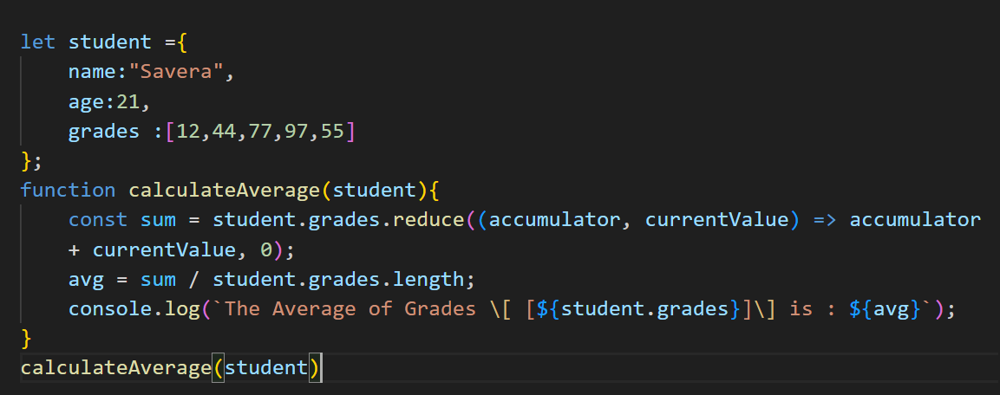 let student ={
    name:"Savera",
    age:21,
    grades :[12,44,77,97,55]
};
function calculateAverage(student){
    const sum = student.grades.reduce((accumulator, currentValue) => accumulator
    + currentValue, 0);
    avg = sum / student.grades.length;
    console.log(`The Average of Grades \[ [${student.grades}]\] is : ${avg}`);
}
calculateAverage(student)